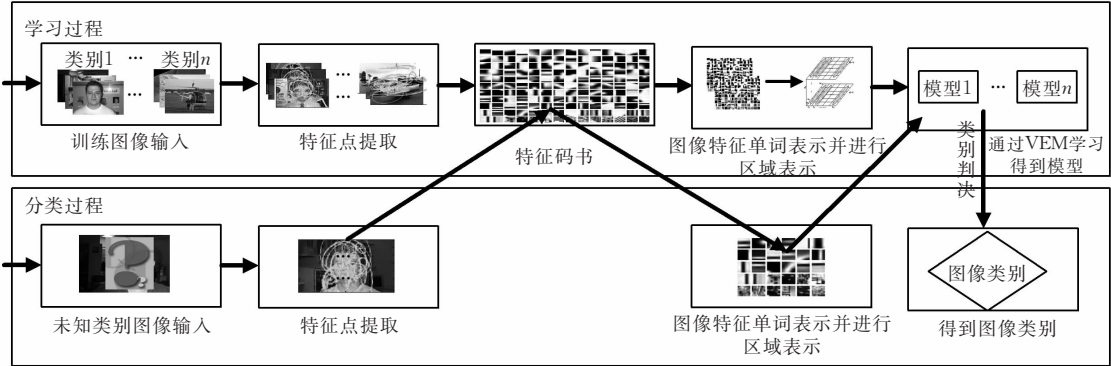 学习过程
类别1 … 类别n
…
训练图像输入
…
…
特征点提取
特征码书
图像特征单词表示并进行
区域表示
模型1 … 模型n
通过VEM学习
得到模型
类别判决
分类过程
未知类别图像输入
特征点提取
图像特征单词表示并进行
区域表示
图像类别
得到图像类别